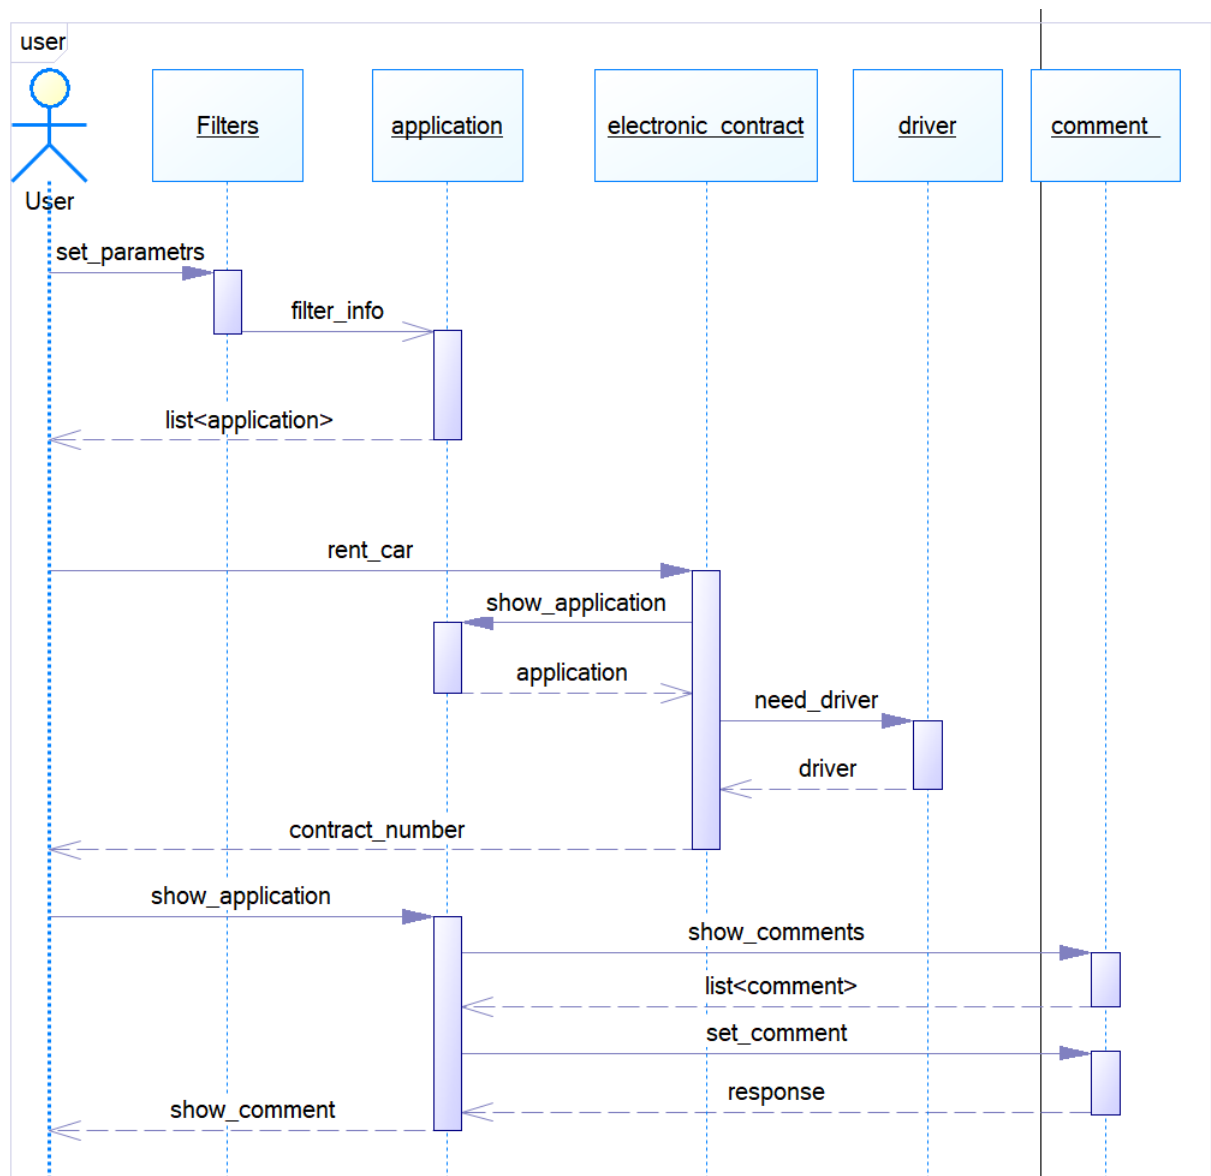 user
User
Filters
application
electronic_contract
driver
comment_
set_parametrs
filter_info
list<application>
rent_car
show_application
application
need_driver
driver
contract_number
show_application
show_comments
list<comment>
set_comment
response
show_comment